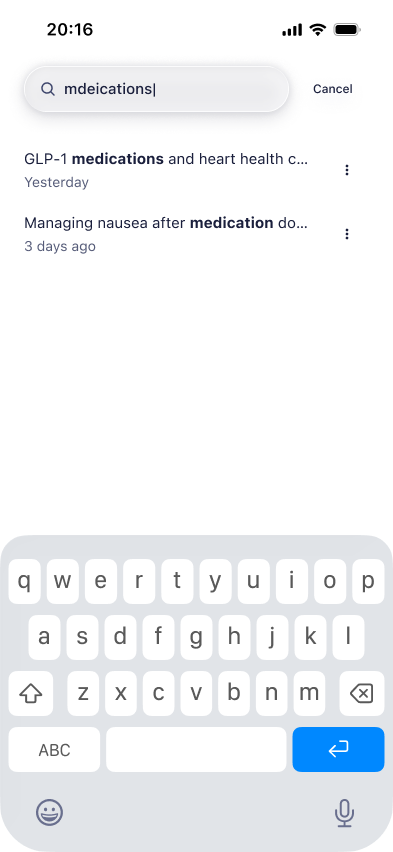 20:16
mdeications
Cancel
GLP-1 medications and heart health c...
Yesterday
Managing nausea after medication do...
3 days ago
q w e r t y u i o p
a s d f g h j k l
z x c v b n m
ABC